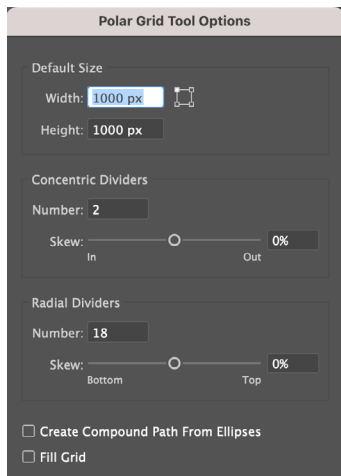 Polar Grid Tool Options
Default Size
Width: 1000 px
Height: 1000 px
Concentric Dividers
Number: 2
Skew: 0%
In Out
Radial Dividers
Number: 18
Skew: 0%
Bottom Top
Create Compound Path From Ellipses
Fill Grid